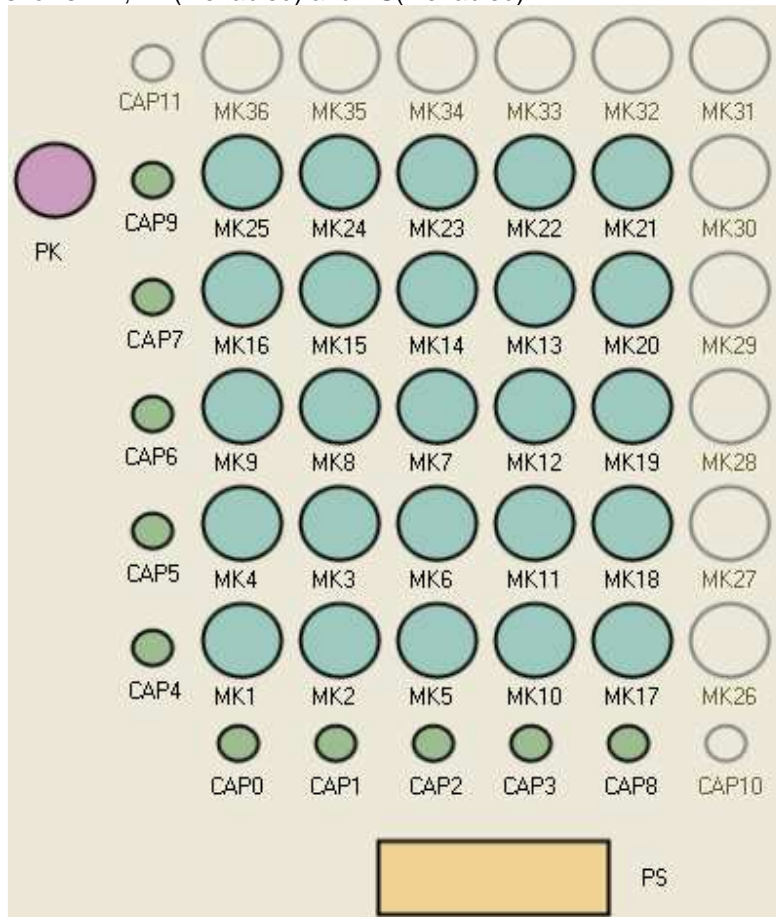 CAP11 MK36 MK35 MK34 MK33 MK32 MK31
PK CAP9 MK25 MK24 MK23 MK22 MK21 MK30
CAP7 MK16 MK15 MK14 MK13 MK20 MK29
CAP6 MK9 MK8 MK7 MK12 MK19 MK28
CAP5 MK4 MK3 MK6 MK11 MK18 MK27
CAP4 MK1 MK2 MK5 MK10 MK17 MK26
CAP0 CAP1 CAP2 CAP3 CAP8 CAP10
PS